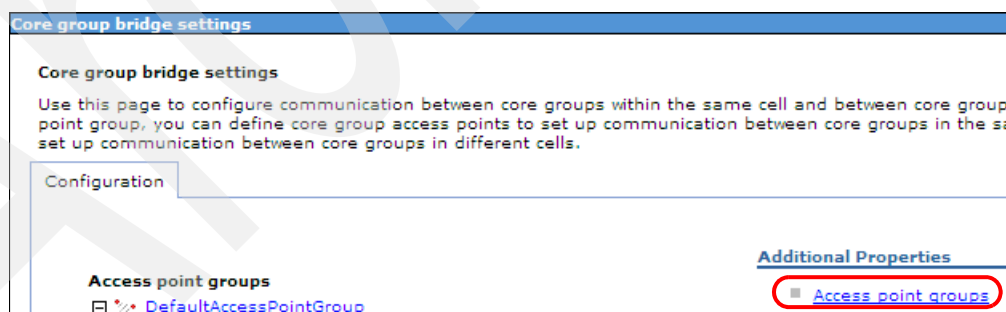 Core group bridge settings
Core group bridge settings
Use this page to configure communication between core groups within the same cell and between core group
point group, you can define core group access points to set up communication between core groups in the sa
set up communication between core groups in different cells.
Configuration
Additional Properties
Access point groups
Access point groups
DefaultAccessPointGroup